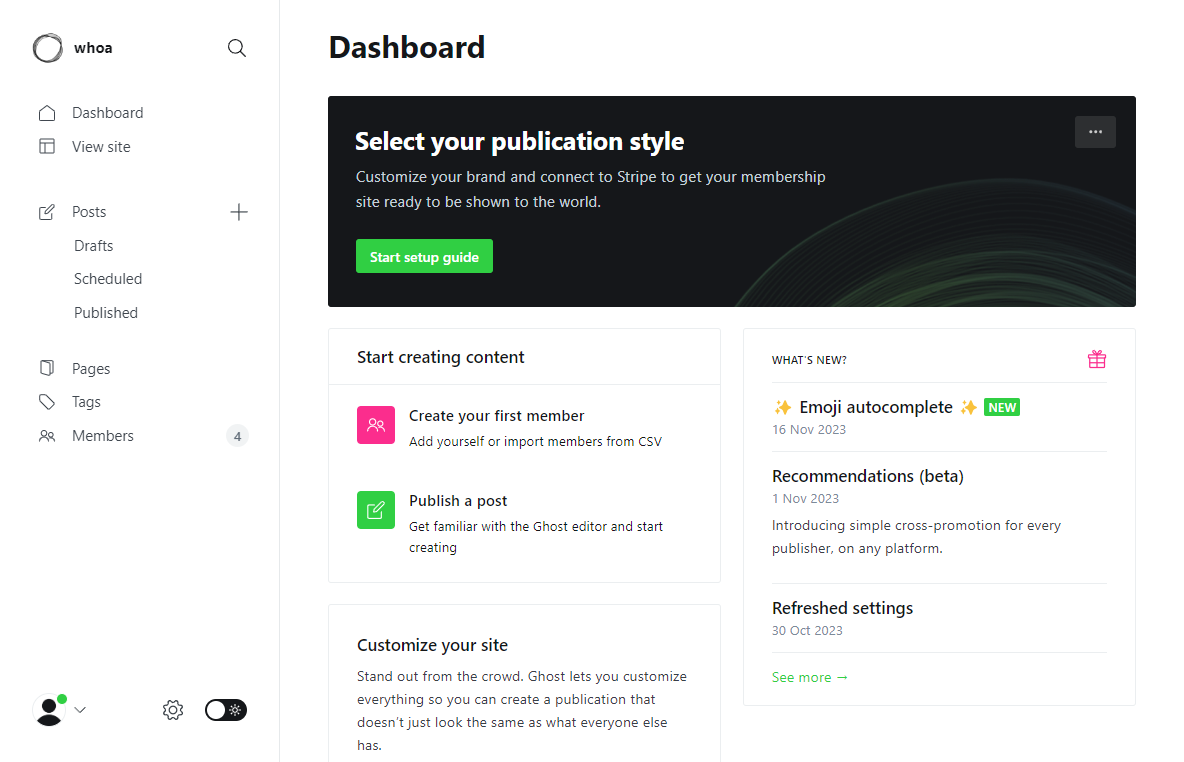 whoa
Dashboard
View site
Posts
Drafts
Scheduled
Published
Pages
Tags
Members
4
Dashboard
Select your publication style
Customize your brand and connect to Stripe to get your membership
site ready to be shown to the world.
Start setup guide
Start creating content
Create your first member
Add yourself or import members from CSV
Publish a post
Get familiar with the Ghost editor and start
creating
Customize your site
Stand out from the crowd. Ghost lets you customize
everything so you can create a publication that
doesn’t just look the same as what everyone else
has.
WHAT’S NEW?
✨ Emoji autocomplete ✨ NEW
16 Nov 2023
Recommendations (beta)
1 Nov 2023
Introducing simple cross-promotion for every
publisher, on any platform.
Refreshed settings
30 Oct 2023
See more →